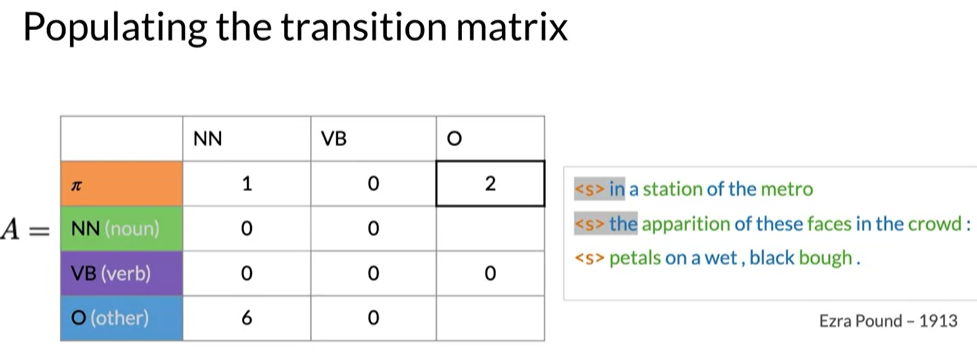 Populating the transition matrix
NN VB O
π 1 0 2
A = NN (noun) 0 0
VB (verb) 0 0 0
O (other) 6 0
<s> in a station of the metro
<s> the apparition of these faces in the crowd :
<s> petals on a wet , black bough .
Ezra Pound – 1913